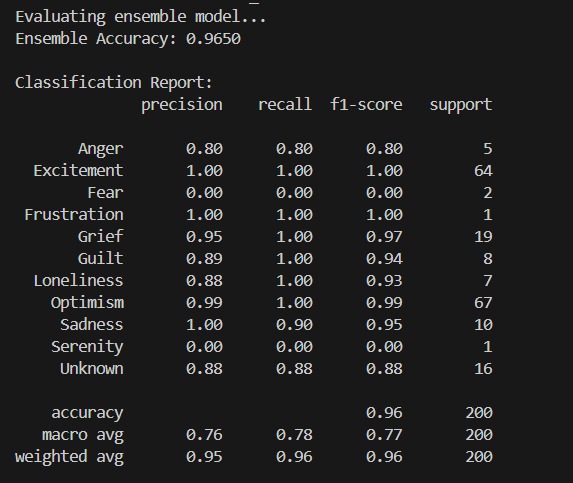 Evaluating ensemble model...
Ensemble Accuracy: 0.9650
Classification Report:
precision recall f1-score support
Anger 0.80 0.80 0.80 5
Excitement 1.00 1.00 1.00 64
Fear 0.00 0.00 0.00 2
Frustration 1.00 1.00 1.00 1
Grief 0.95 1.00 0.97 19
Guilt 0.89 1.00 0.94 8
Loneliness 0.88 1.00 0.93 7
Optimism 0.99 1.00 0.99 67
Sadness 1.00 0.90 0.95 10
Serenity 0.00 0.00 0.00 1
Unknown 0.88 0.88 0.88 16
accuracy 0.96 200
macro avg 0.76 0.78 0.77 200
weighted avg 0.95 0.96 0.96 200